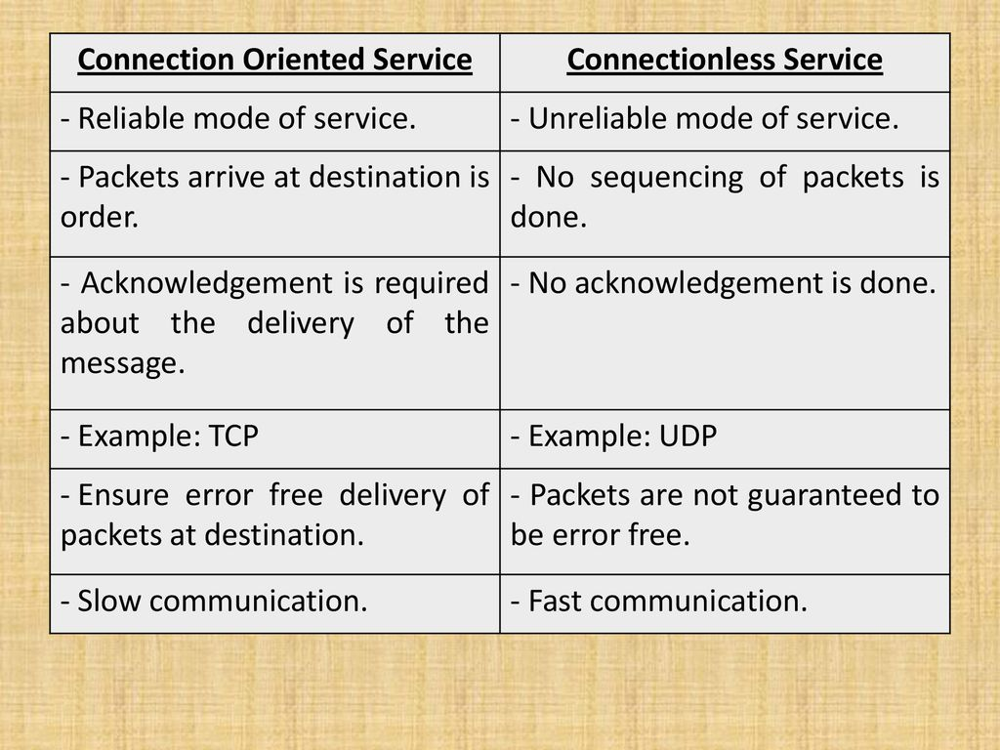 Connection Oriented Service
Connectionless Service
- Reliable mode of service.
- Unreliable mode of service.
- Packets arrive at destination is
order.
- No sequencing of packets is
done.
- Acknowledgement is required
about the delivery of the
message.
- No acknowledgement is done.
- Example: TCP
- Example: UDP
- Ensure error free delivery of
packets at destination.
- Packets are not guaranteed to
be error free.
- Slow communication.
- Fast communication.